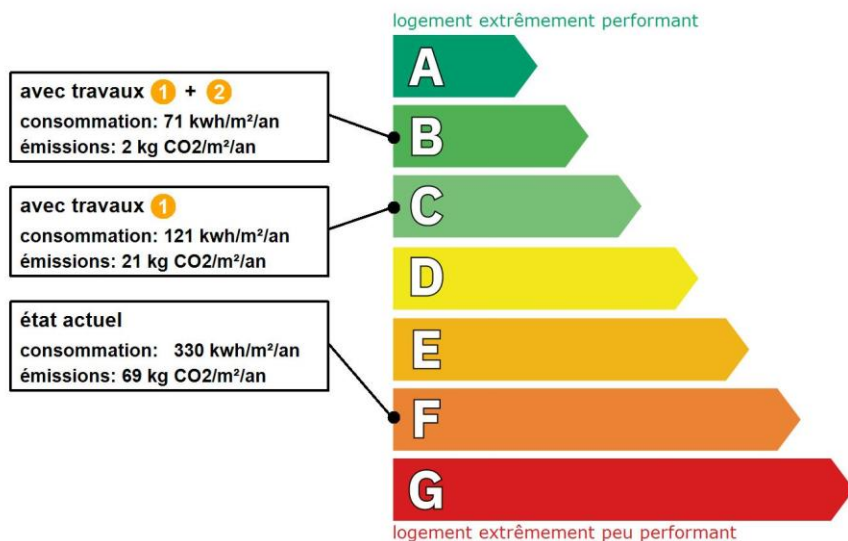 logement extrêmement performant
A
avec travaux 1 + 2
consommation: 71 kwh/m²/an
émissions: 2 kg CO2/m²/an
B
avec travaux 1
consommation: 121 kwh/m²/an
émissions: 21 kg CO2/m²/an
C
D
état actuel
consommation: 330 kwh/m²/an
émissions: 69 kg CO2/m²/an
E
F
G
logement extrêmement peu performant